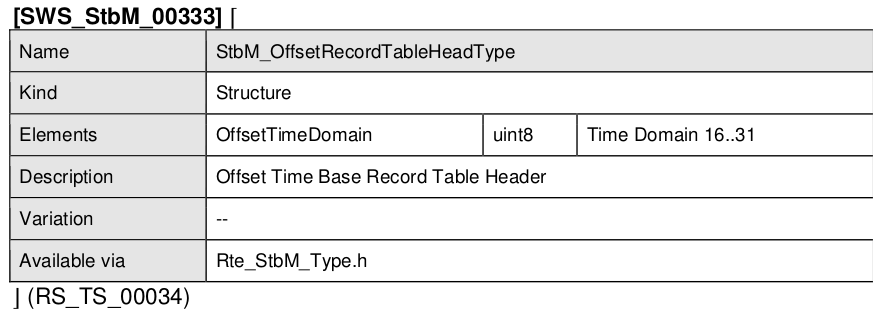 [SWS_StbM_00333] ⌈
Name StbM_OffsetRecordTableHeadType
Kind Structure
Elements OffsetTimeDomain uint8 Time Domain 16..31
Description Offset Time Base Record Table Header
Variation --
Available via Rte_StbM_Type.h
⌋ (RS_TS_00034)